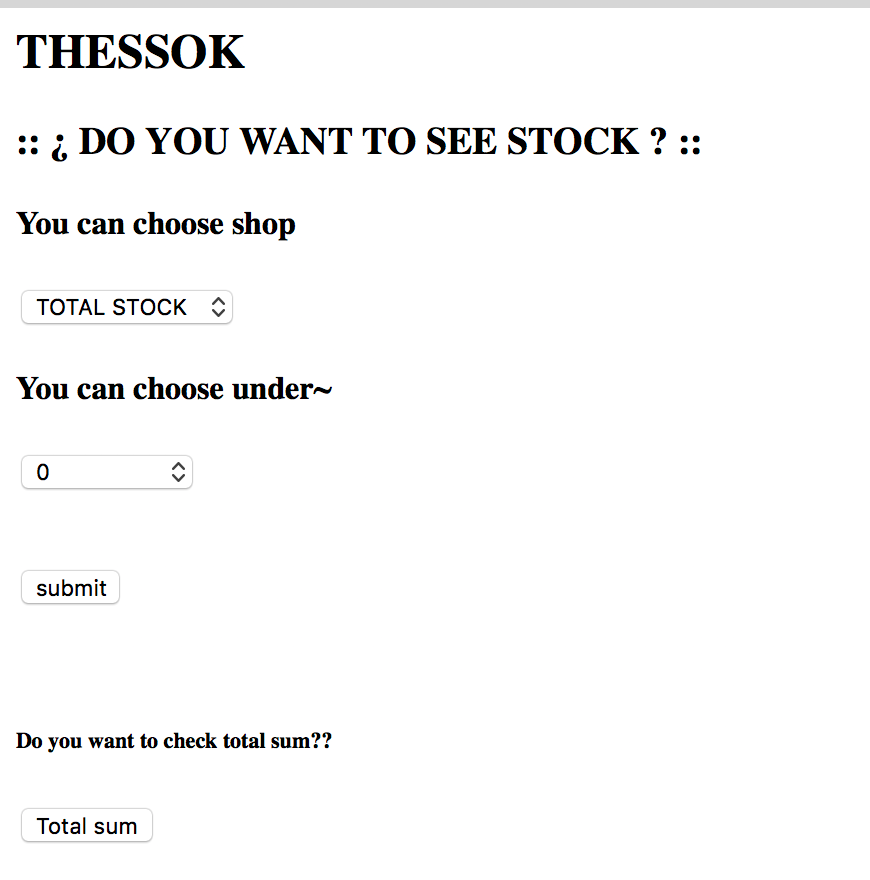 THESSOK
:: ¿ DO YOU WANT TO SEE STOCK ? ::
You can choose shop
TOTAL STOCK
You can choose under~
0
submit
Do you want to check total sum??
Total sum